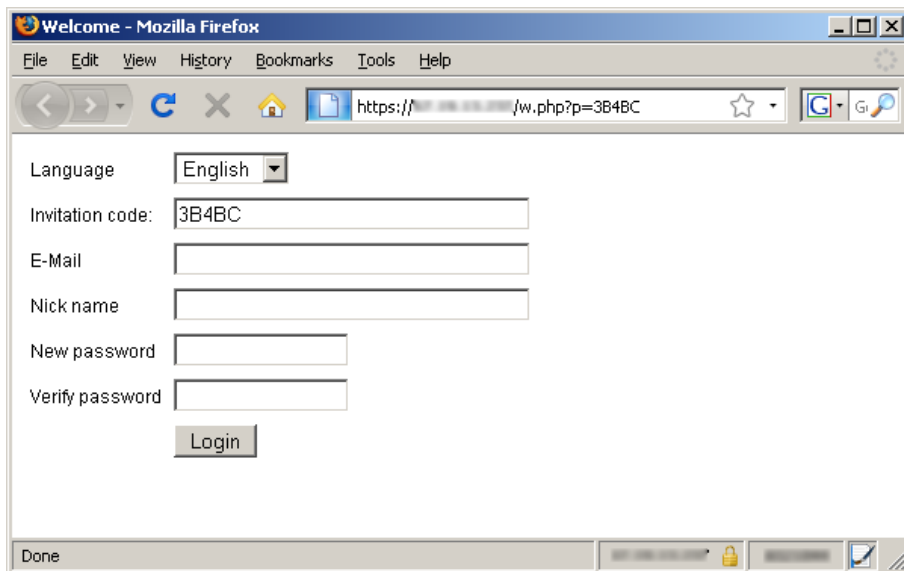 Welcome - Mozilla Firefox
File Edit View History Bookmarks Tools Help
https:// /w.php?p=3B4BC G
Language English
Invitation code: 3B4BC
E-Mail
Nick name
New password
Verify password
Login
Done